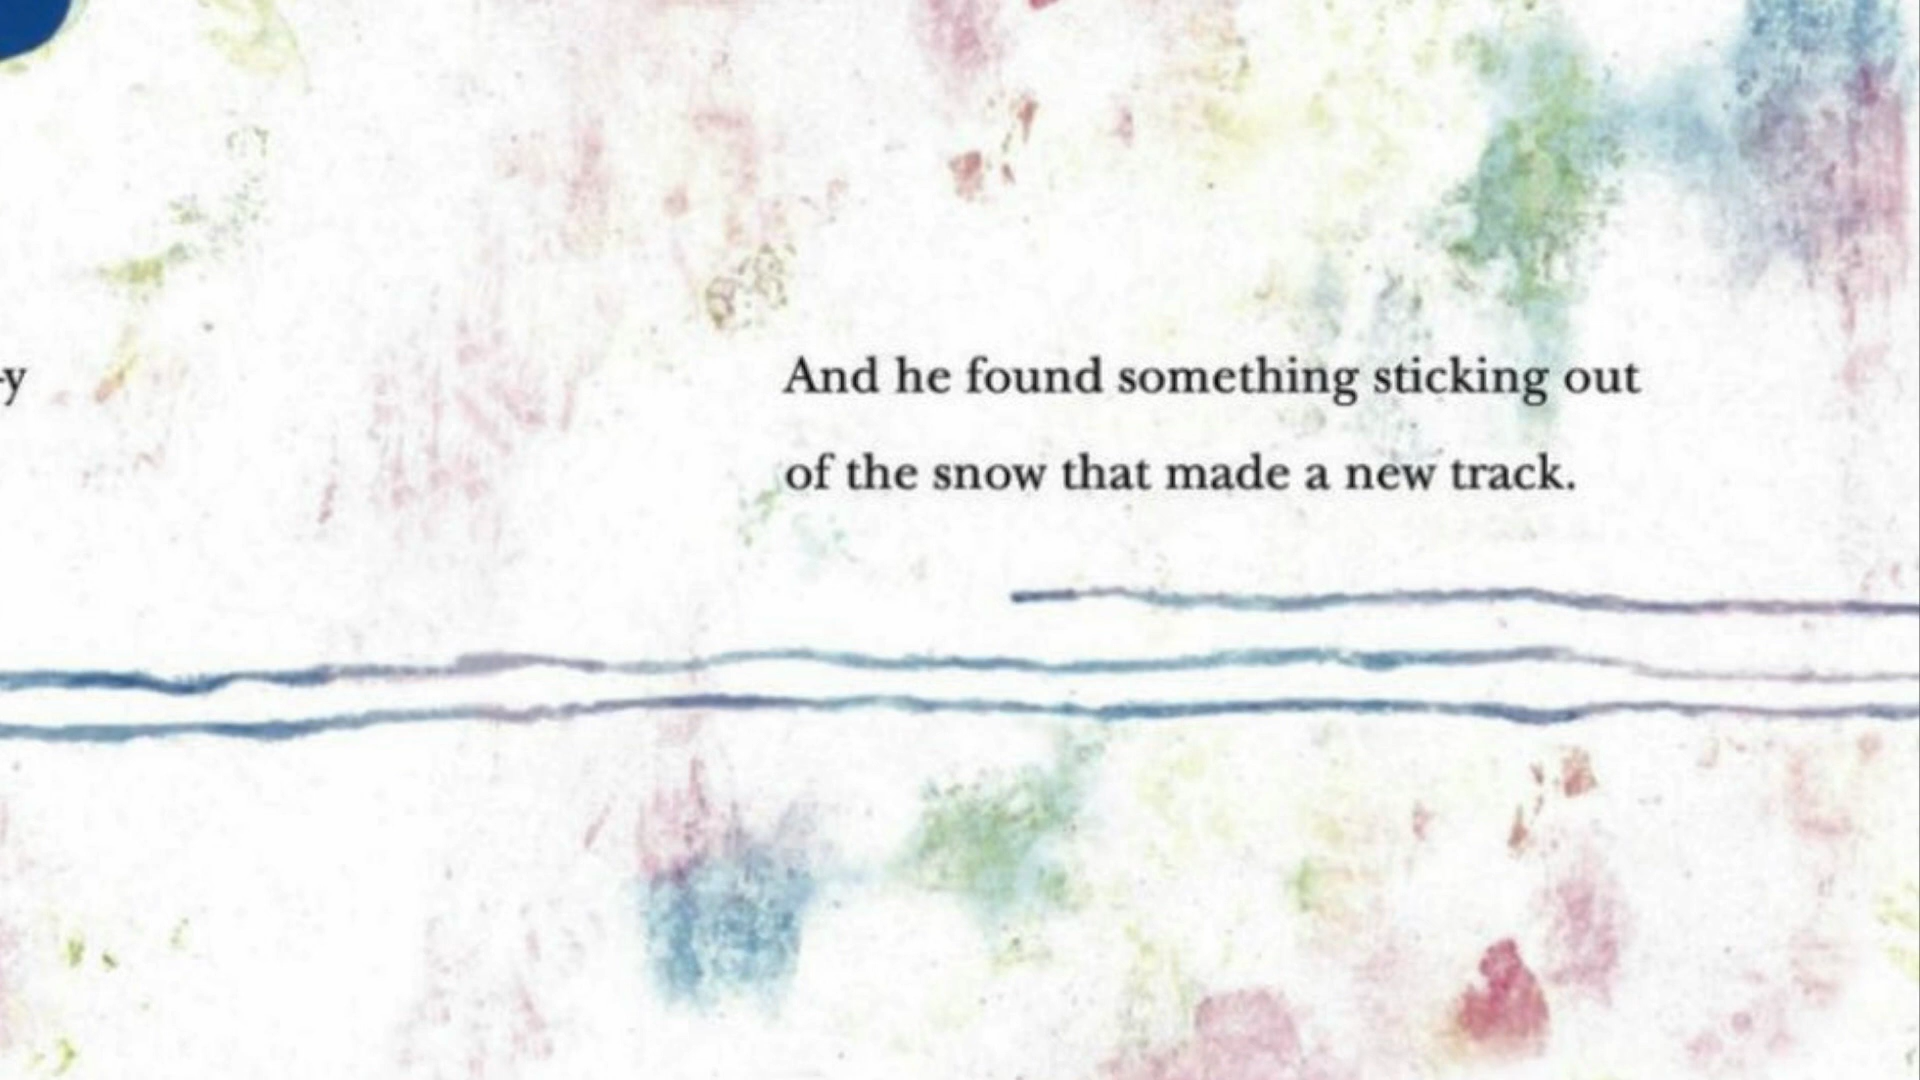 And he found something sticking out
of the snow that made a new track.